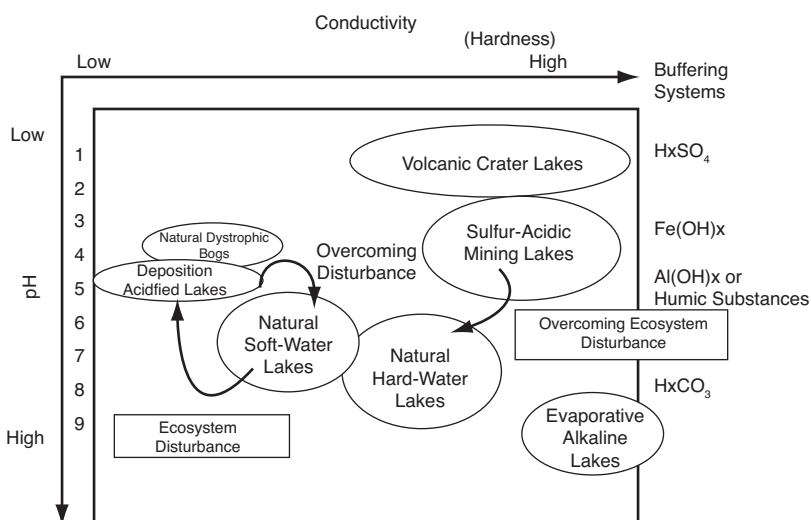 Conductivity
(Hardness)
Low
High
Buffering
Systems
Low
pH
High
1
2
3
4
5
6
7
8
9
Volcanic Crater Lakes
HxSO4
Natural Dystrophic
Bogs
Sulfur-Acidic
Mining Lakes
Fe(OH)x
Deposition
Acidfied Lakes
Overcoming
Disturbance
Al(OH)x or
Humic Substances
Natural
Soft-Water
Lakes
Natural
Hard-Water
Lakes
Overcoming Ecosystem
Disturbance
HxCO3
Ecosystem
Disturbance
Evaporative
Alkaline
Lakes